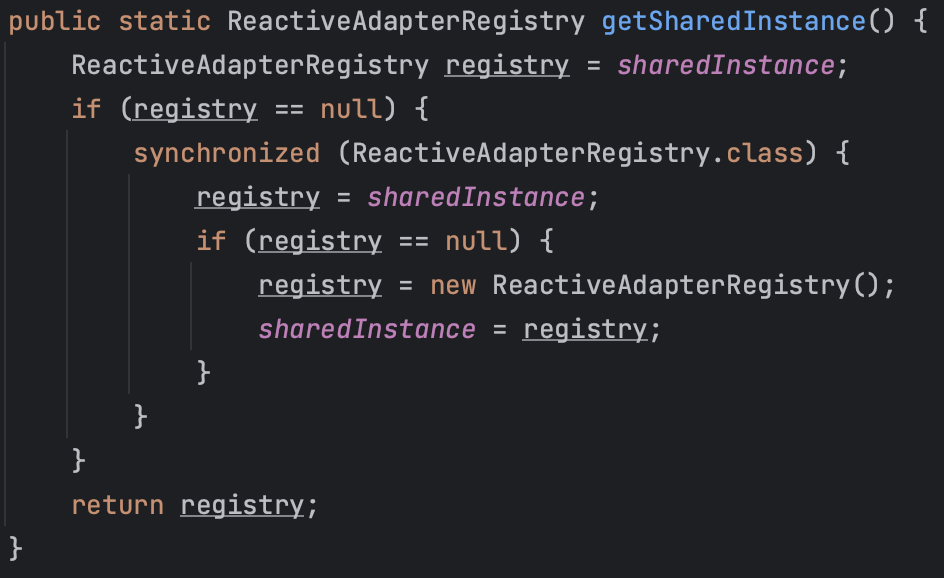 public static ReactiveAdapterRegistry getSharedInstance() {
    ReactiveAdapterRegistry registry = sharedInstance;
    if (registry == null) {
        synchronized (ReactiveAdapterRegistry.class) {
            registry = sharedInstance;
            if (registry == null) {
                registry = new ReactiveAdapterRegistry();
                sharedInstance = registry;
            }
        }
    }
    return registry;
}